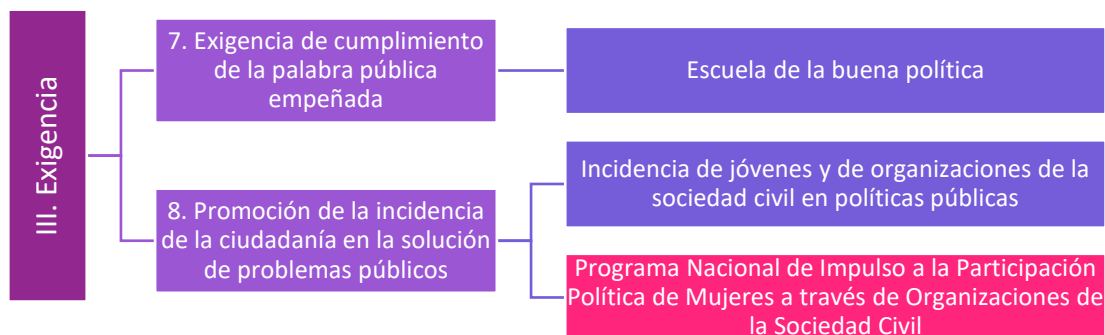 III. Exigencia
7. Exigencia de cumplimiento
de la palabra pública
empeñada
Escuela de la buena política
8. Promoción de la incidencia
de la ciudadanía en la solución
de problemas públicos
Incidencia de jóvenes y de organizaciones de la
sociedad civil en políticas públicas
Programa Nacional de Impulso a la Participación
Política de Mujeres a través de Organizaciones de
la Sociedad Civil